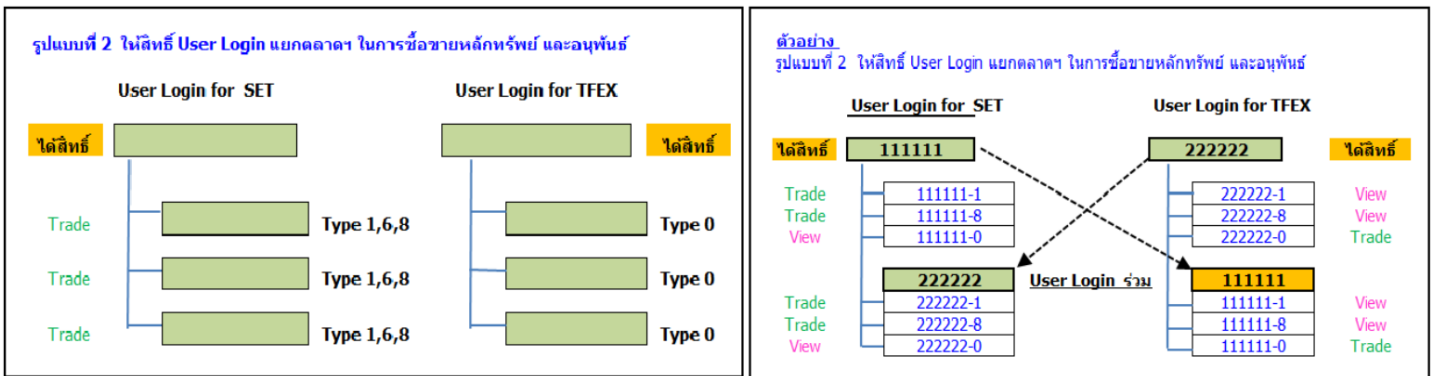 รูปแบบที่ 2 ให้สิทธิ์ User Login แยกตลาดฯ ในการซื้อขายหลักทรัพย์ และอนุพันธ์
User Login for SET
User Login for TFEX
ได้สิทธิ์
ได้สิทธิ์
Trade
Type 1,6,8
Type 0
Trade
Type 1,6,8
Type 0
Trade
Type 1,6,8
Type 0
ตัวอย่าง
รูปแบบที่ 2 ให้สิทธิ์ User Login แยกตลาดฯ ในการซื้อขายหลักทรัพย์ และอนุพันธ์
User Login for SET
User Login for TFEX
ได้สิทธิ์
111111
222222
ได้สิทธิ์
Trade
111111-1
222222-1
View
Trade
111111-8
222222-8
View
View
111111-0
222222-0
Trade
222222
User Login ร่วม
111111
Trade
222222-1
111111-1
View
Trade
222222-8
111111-8
View
View
222222-0
111111-0
Trade